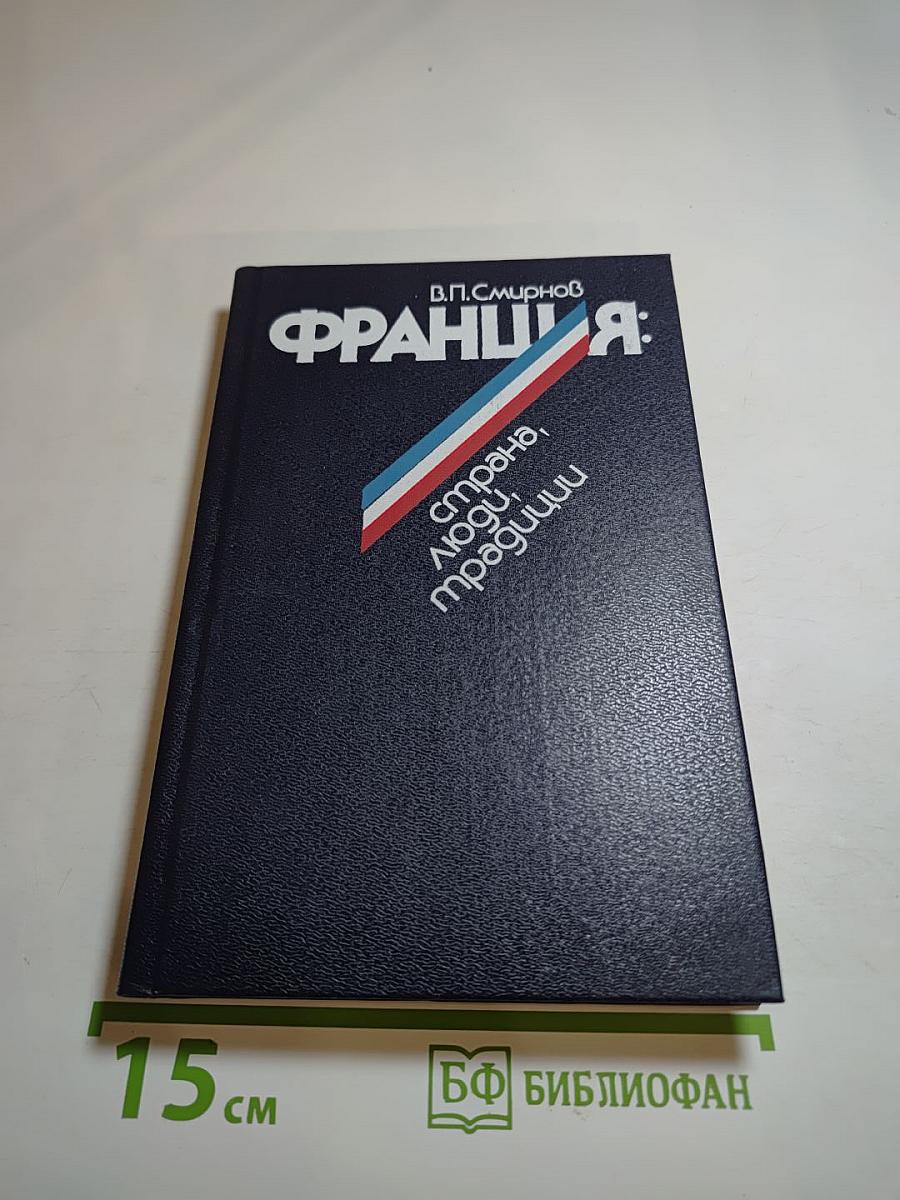 В.П.Смирнов
ФРАНЦИЯ:
страна,
люди,
традиции
15 см
БФ БИБЛИОФАН